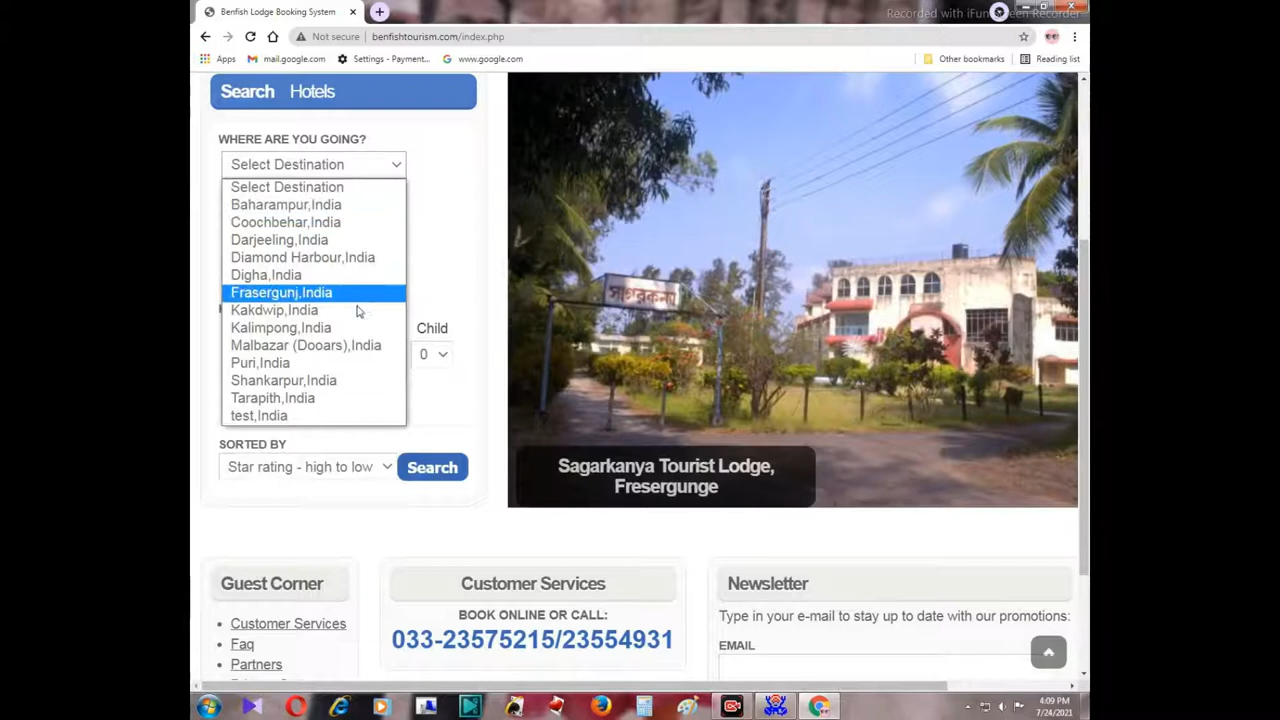 Benfish Lodge Booking System
Recorded with iFun Screen Recorder
Not secure
benfishtourism.com/index.php
Apps
mail.google.com
Settings - Payment...
www.google.com
Other bookmarks
Reading list
Search Hotels
WHERE ARE YOU GOING?
Select Destination
Select Destination
Baharampur,India
Coochbehar,India
Darjeeling,India
Diamond Harbour,India
Digha,India
Frasergunj,India
Kakdwip,India
Kalimpong,India
Malbazar (Dooars),India
Puri,India
Shankarpur,India
Tarapith,India
test,India
Child
0
SORTED BY
Star rating - high to low
Search
সাগরকন্যা
Sagarkanya Tourist Lodge,
Fresergunge
Guest Corner
Customer Services
Faq
Partners
Customer Services
BOOK ONLINE OR CALL:
033-23575215/23554931
Newsletter
Type in your e-mail to stay up to date with our promotions:
EMAIL
4:09 PM
7/24/2021